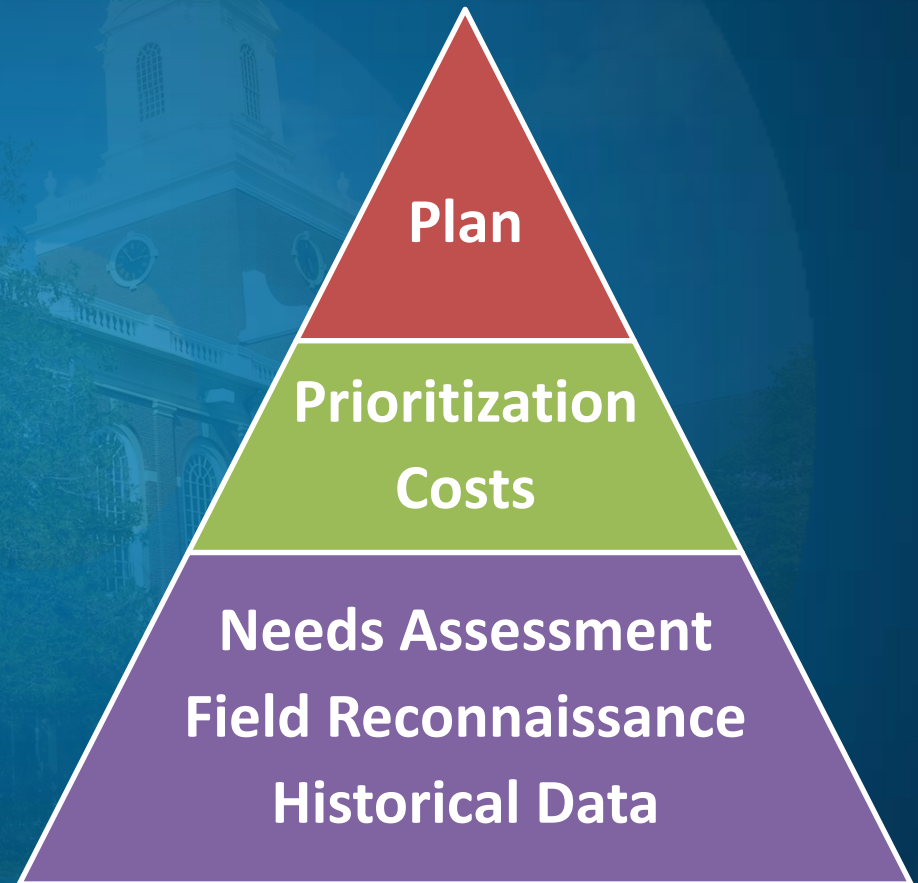 Plan
Prioritization
Costs
Needs Assessment
Field Reconnaissance
Historical Data